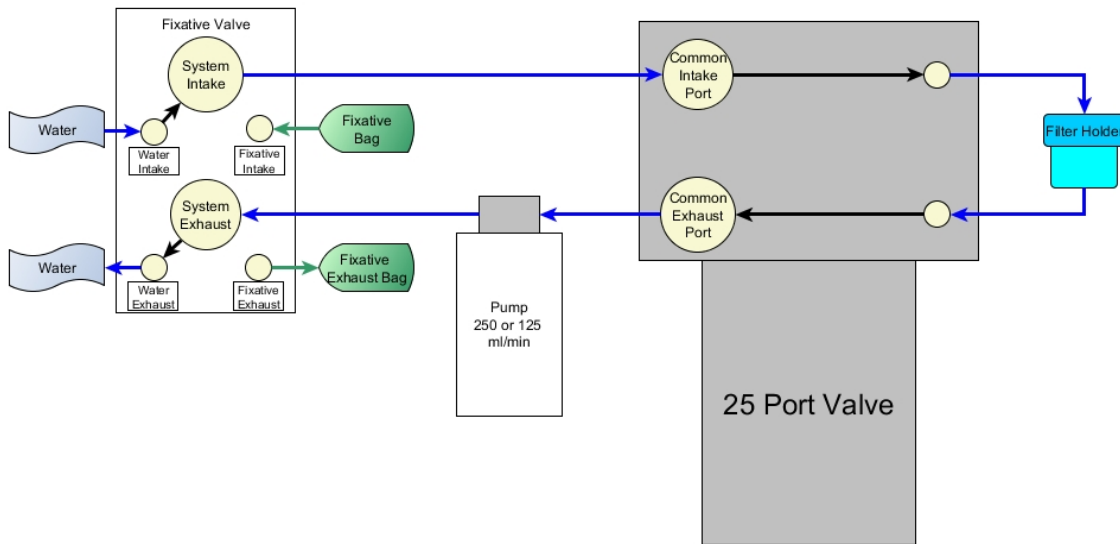 Fixative Valve
System
Intake
Common
Intake
Port
Water
Fixative
Bag
Filter Holder
Water
Intake
Fixative
Intake
System
Exhaust
Common
Exhaust
Port
Water
Fixative
Exhaust Bag
Water
Exhaust
Fixative
Exhaust
Pump
250 or 125
ml/min
25 Port Valve